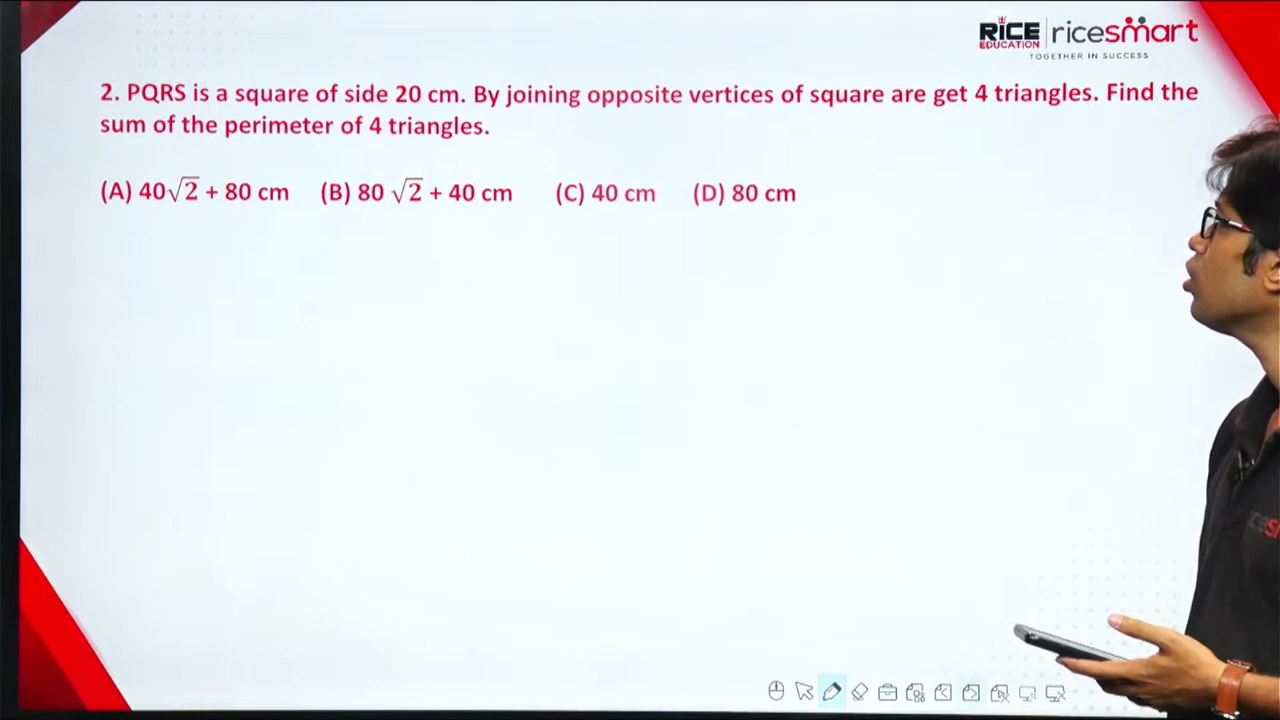 RICE
EDUCATION
ricesmart
TOGETHER IN SUCCESS
2. PQRS is a square of side 20 cm. By joining opposite vertices of square are get 4 triangles. Find the
sum of the perimeter of 4 triangles.
(A) 40√2 + 80 cm (B) 80 √2 + 40 cm (C) 40 cm (D) 80 cm